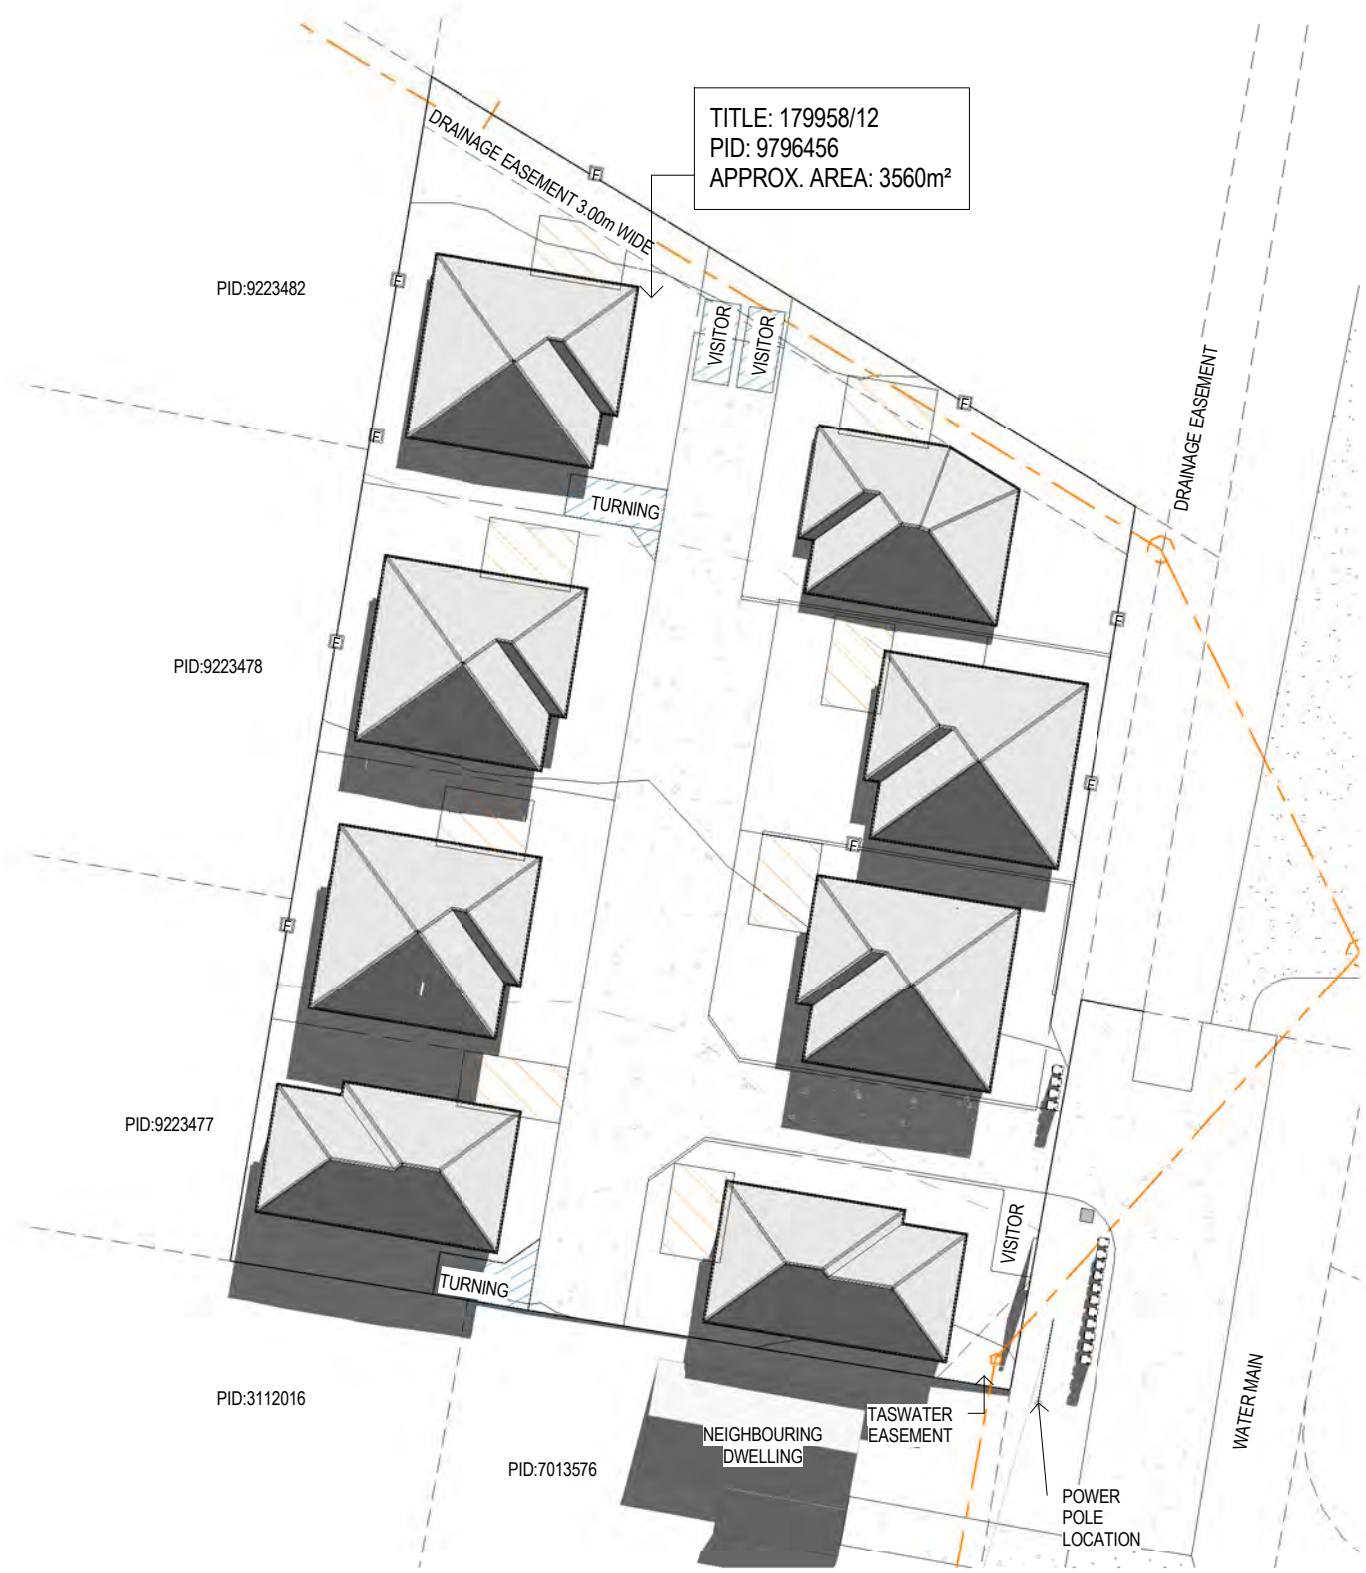 TITLE: 179958/12
PID: 9796456
APPROX. AREA: 3560m²
DRAINAGE EASEMENT 3.00m WIDE
F
PID:9223482
F
VISITOR
VISITOR
DRAINAGE EASEMENT
F
F
TURNING
F
F
PID:9223478
F
F
F
PID:9223477
VISITOR
TURNING
PID:3112016
TASWATER
EASEMENT
NEIGHBOURING
DWELLING
WATER MAIN
PID:7013576
POWER
POLE
LOCATION